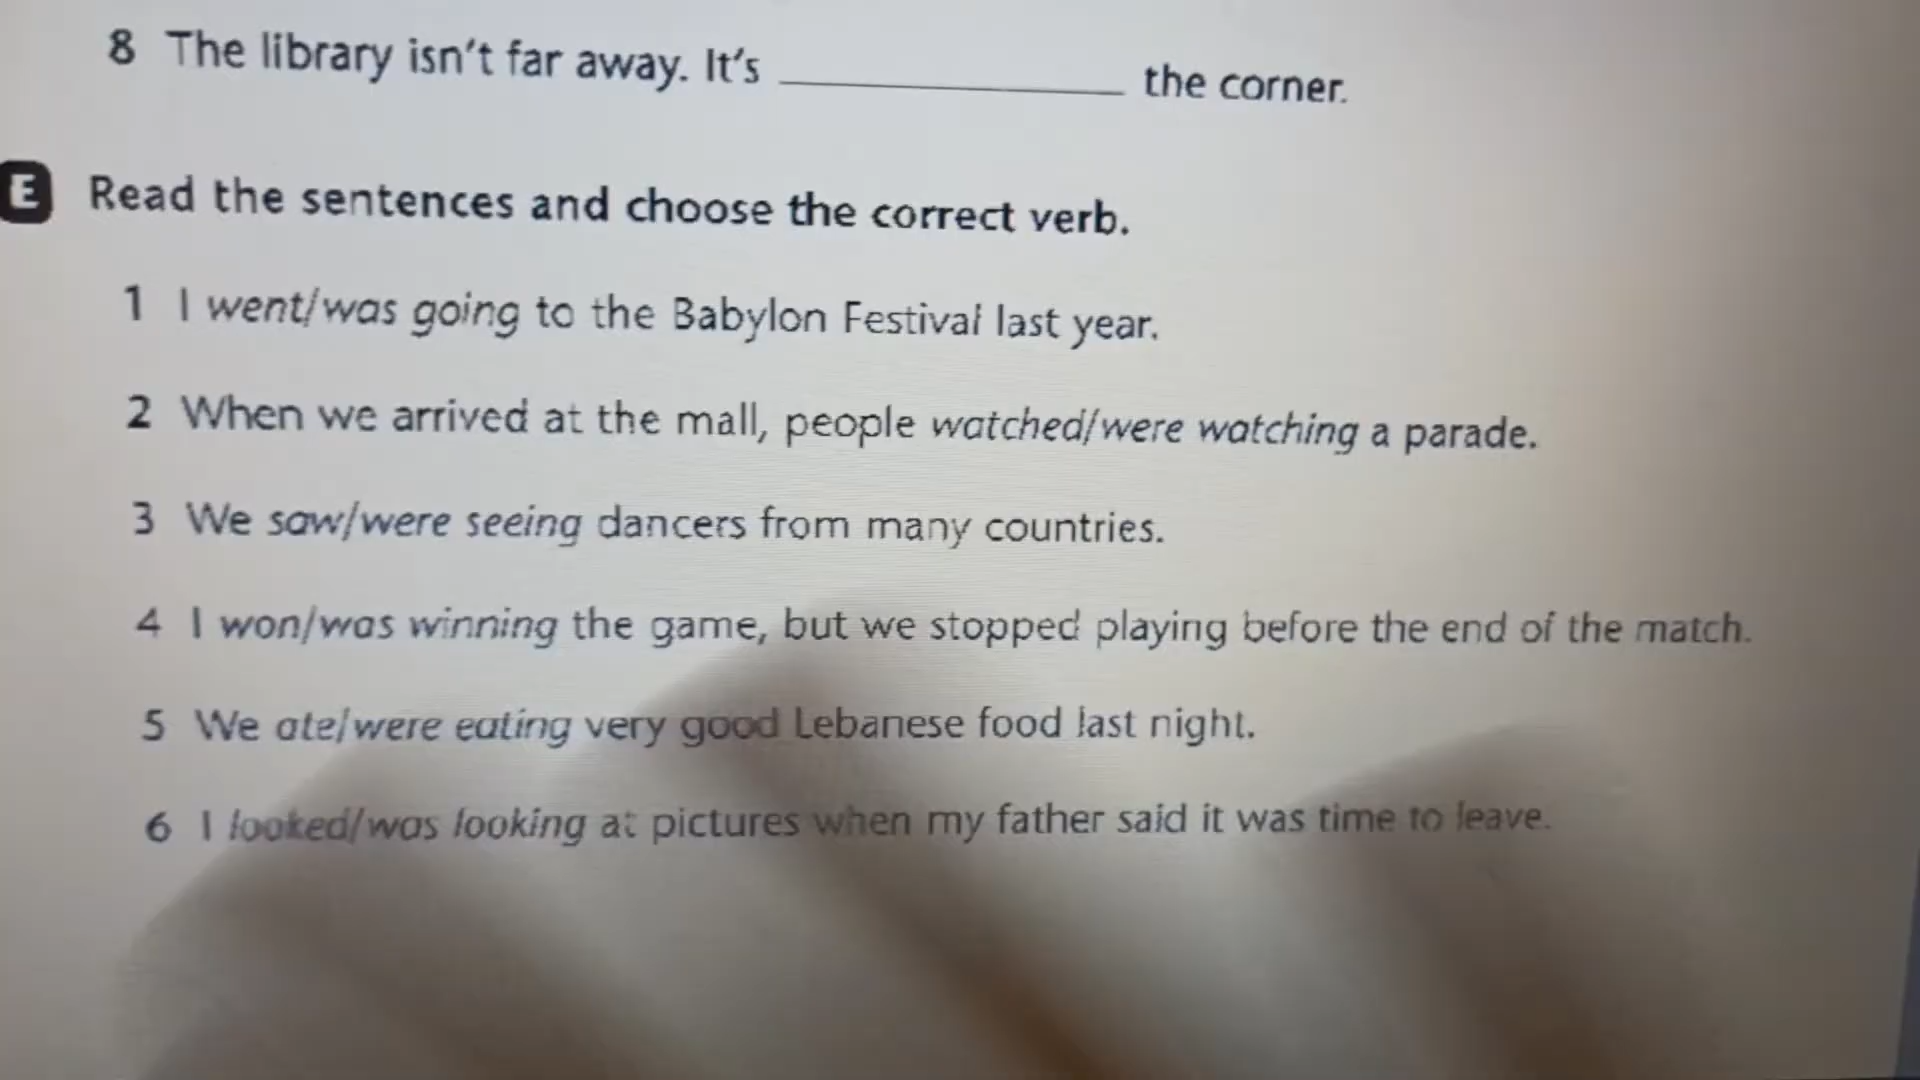 8 The library isn't far away. It's ____________ the corner.
E Read the sentences and choose the correct verb.
1 I went/was going to the Babylon Festival last year.
2 When we arrived at the mall, people watched/were watching a parade.
3 We saw/were seeing dancers from many countries.
4 I won/was winning the game, but we stopped playing before the end of the match.
5 We ate/were eating very good Lebanese food last night.
6 I looked/was looking at pictures when my father said it was time to leave.